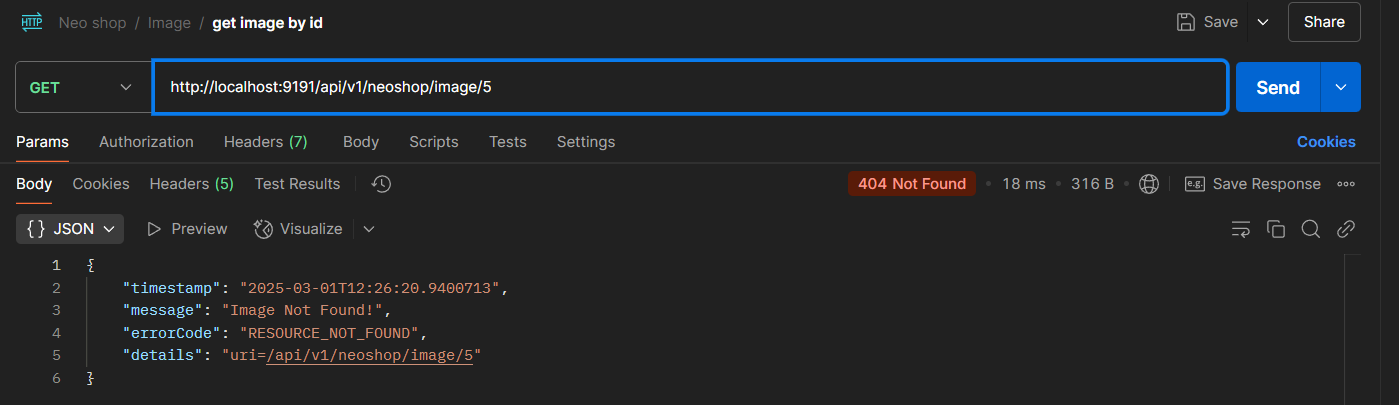 HTTP Neo shop / Image / get image by id Save Share
GET http://localhost:9191/api/v1/neoshop/image/5 Send
Params Authorization Headers (7) Body Scripts Tests Settings Cookies
Body Cookies Headers (5) Test Results 404 Not Found • 18 ms • 316 B • e.g. Save Response
{} JSON Preview Visualize
1 {
2 "timestamp": "2025-03-01T12:26:20.9400713",
3 "message": "Image Not Found!",
4 "errorCode": "RESOURCE_NOT_FOUND",
5 "details": "uri=/api/v1/neoshop/image/5"
6 }